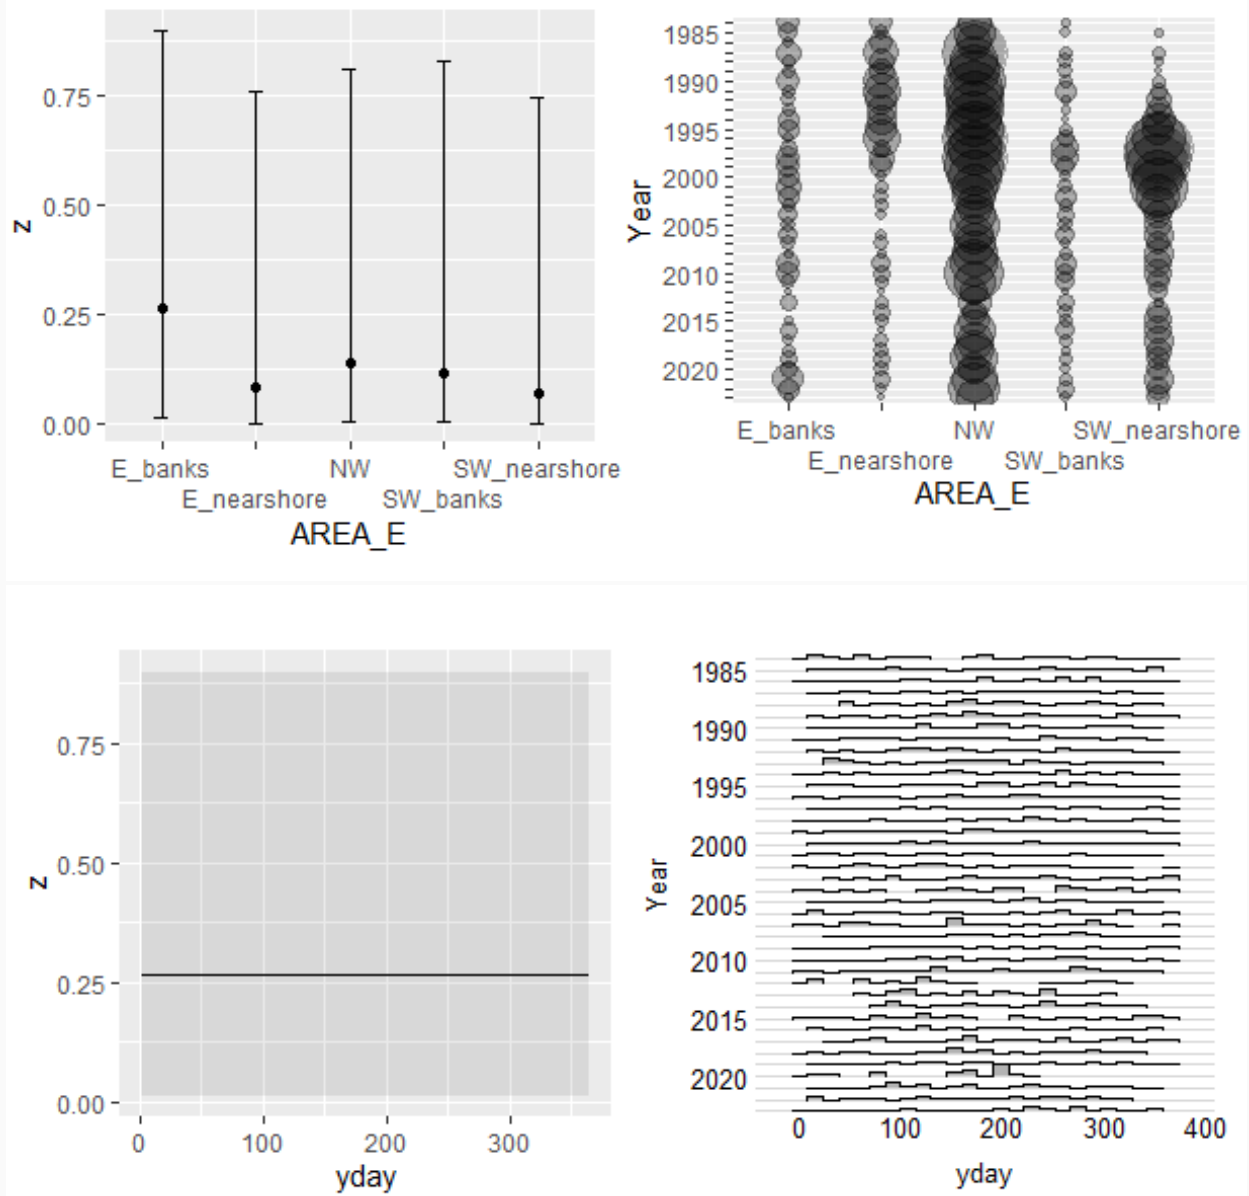 0.75
0.50
0.25
0.00
z
E_banks
NW
SW_nearshore
E_nearshore
SW_banks
AREA_E
1985
1990
1995
2000
2005
2010
2015
2020
Year
E_banks
NW
SW_nearshore
E_nearshore
SW_banks
AREA_E
0.75
0.50
0.25
0.00
z
0
100
200
300
yday
1985
1990
1995
2000
2005
2010
2015
2020
Year
0
100
200
300
400
yday